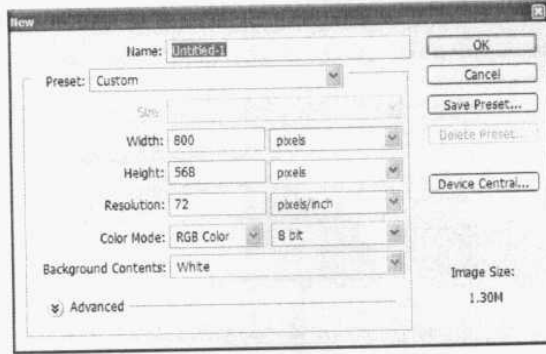 New
Name: Untitled-1
OK
Preset: Custom
Cancel
Size:
Save Preset...
Width: 800 pixels
Delete Preset...
Height: 568 pixels
Device Central...
Resolution: 72 pixels/inch
Color Mode: RGB Color 8 bit
Background Contents: White
Image Size:
1.30M
Advanced